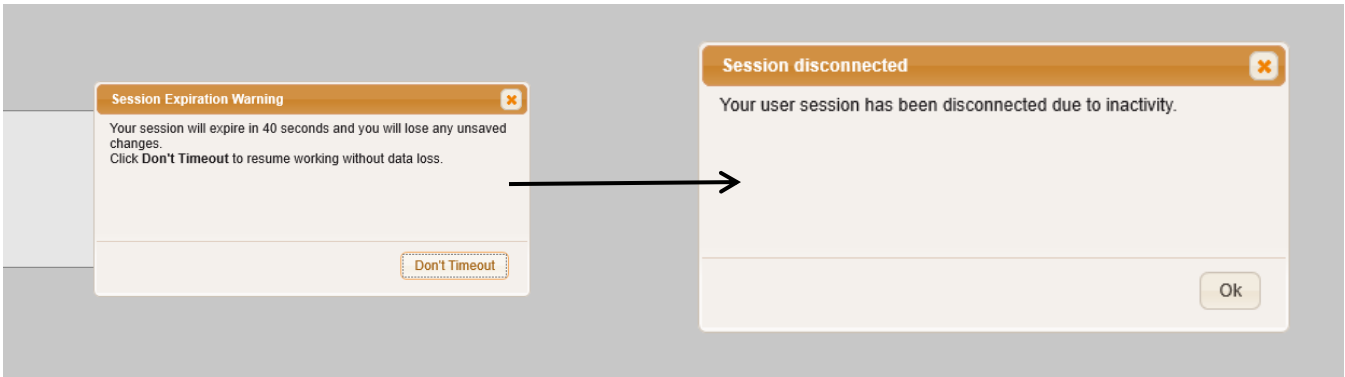 Session Expiration Warning
Your session will expire in 40 seconds and you will lose any unsaved
changes.
Click Don't Timeout to resume working without data loss.
Don't Timeout
Session disconnected
Your user session has been disconnected due to inactivity.
Ok